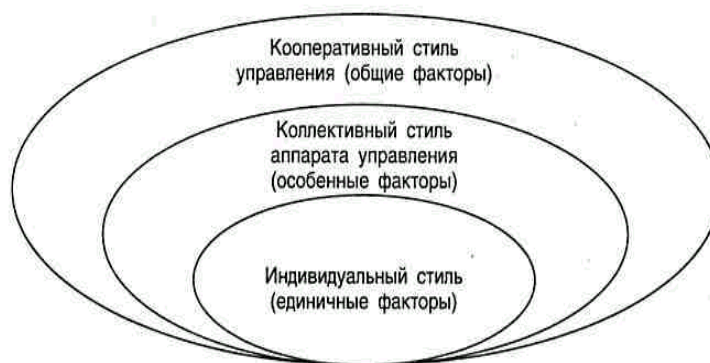 Кооперативный стиль
управления (общие факторы)
Коллективный стиль
аппарата управления
(особенные факторы)
Индивидуальный стиль
(единичные факторы)